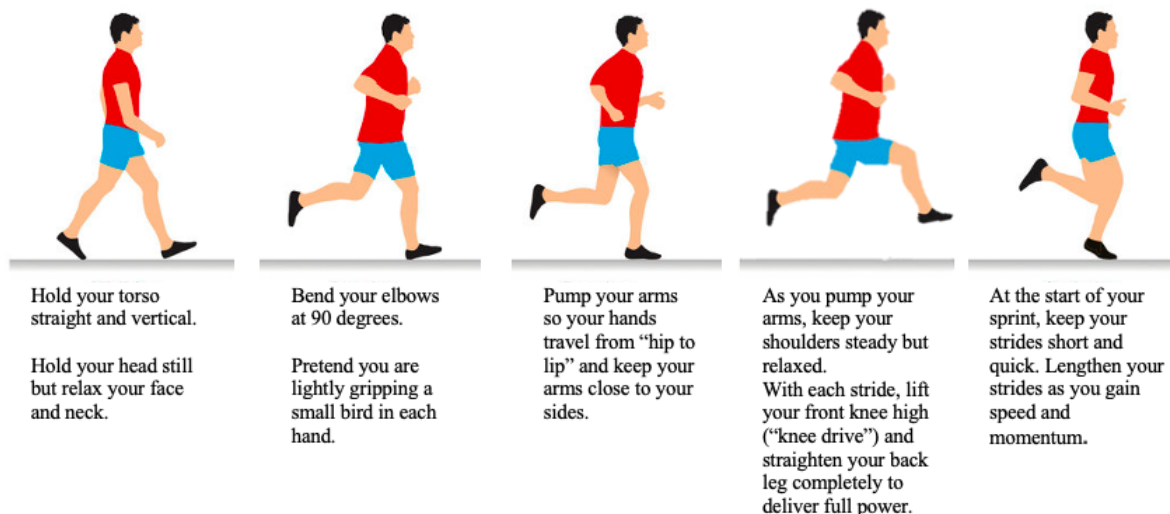 Hold your torso
straight and vertical.
Hold your head still
but relax your face
and neck.
Bend your elbows
at 90 degrees.
Pretend you are
lightly gripping a
small bird in each
hand.
Pump your arms
so your hands
travel from “hip to
lip” and keep your
arms close to your
sides.
As you pump your
arms, keep your
shoulders steady but
relaxed.
With each stride, lift
your front knee high
(“knee drive”) and
straighten your back
leg completely to
deliver full power.
At the start of your
sprint, keep your
strides short and
quick. Lengthen your
strides as you gain
speed and
momentum.